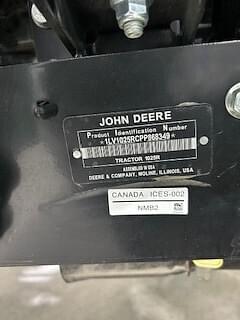 JOHN DEERE
Product Identification Number
*1LV1025RCPP868349*
TRACTOR 1025R
ASSEMBLED IN USA
DEERE & COMPANY, MOLINE, ILLINOIS, USA
CANADA ICES-002
NMB2